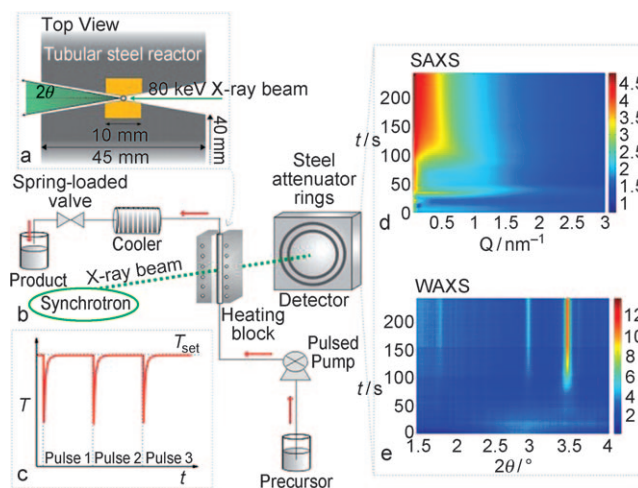 Top View
Tubular steel reactor
2θ
80 keV X-ray beam
10 mm
45 mm
40 mm
a
Spring-loaded
valve
Cooler
Steel
attenuator
rings
Product
X-ray beam
Synchrotron
b
Heating
block
Detector
Pulsed
Pump
Precursor
T
Tset
Pulse 1
Pulse 2
Pulse 3
c
t
SAXS
t/s
200
150
100
50
0
0.5
1
1.5
2
2.5
3
4.5
4
3.5
3
2.5
2
1.5
1
d
Q / nm⁻¹
WAXS
t/s
200
150
100
50
0
1.5
2
2.5
3
3.5
4
12
10
8
6
4
2
e
2θ/°